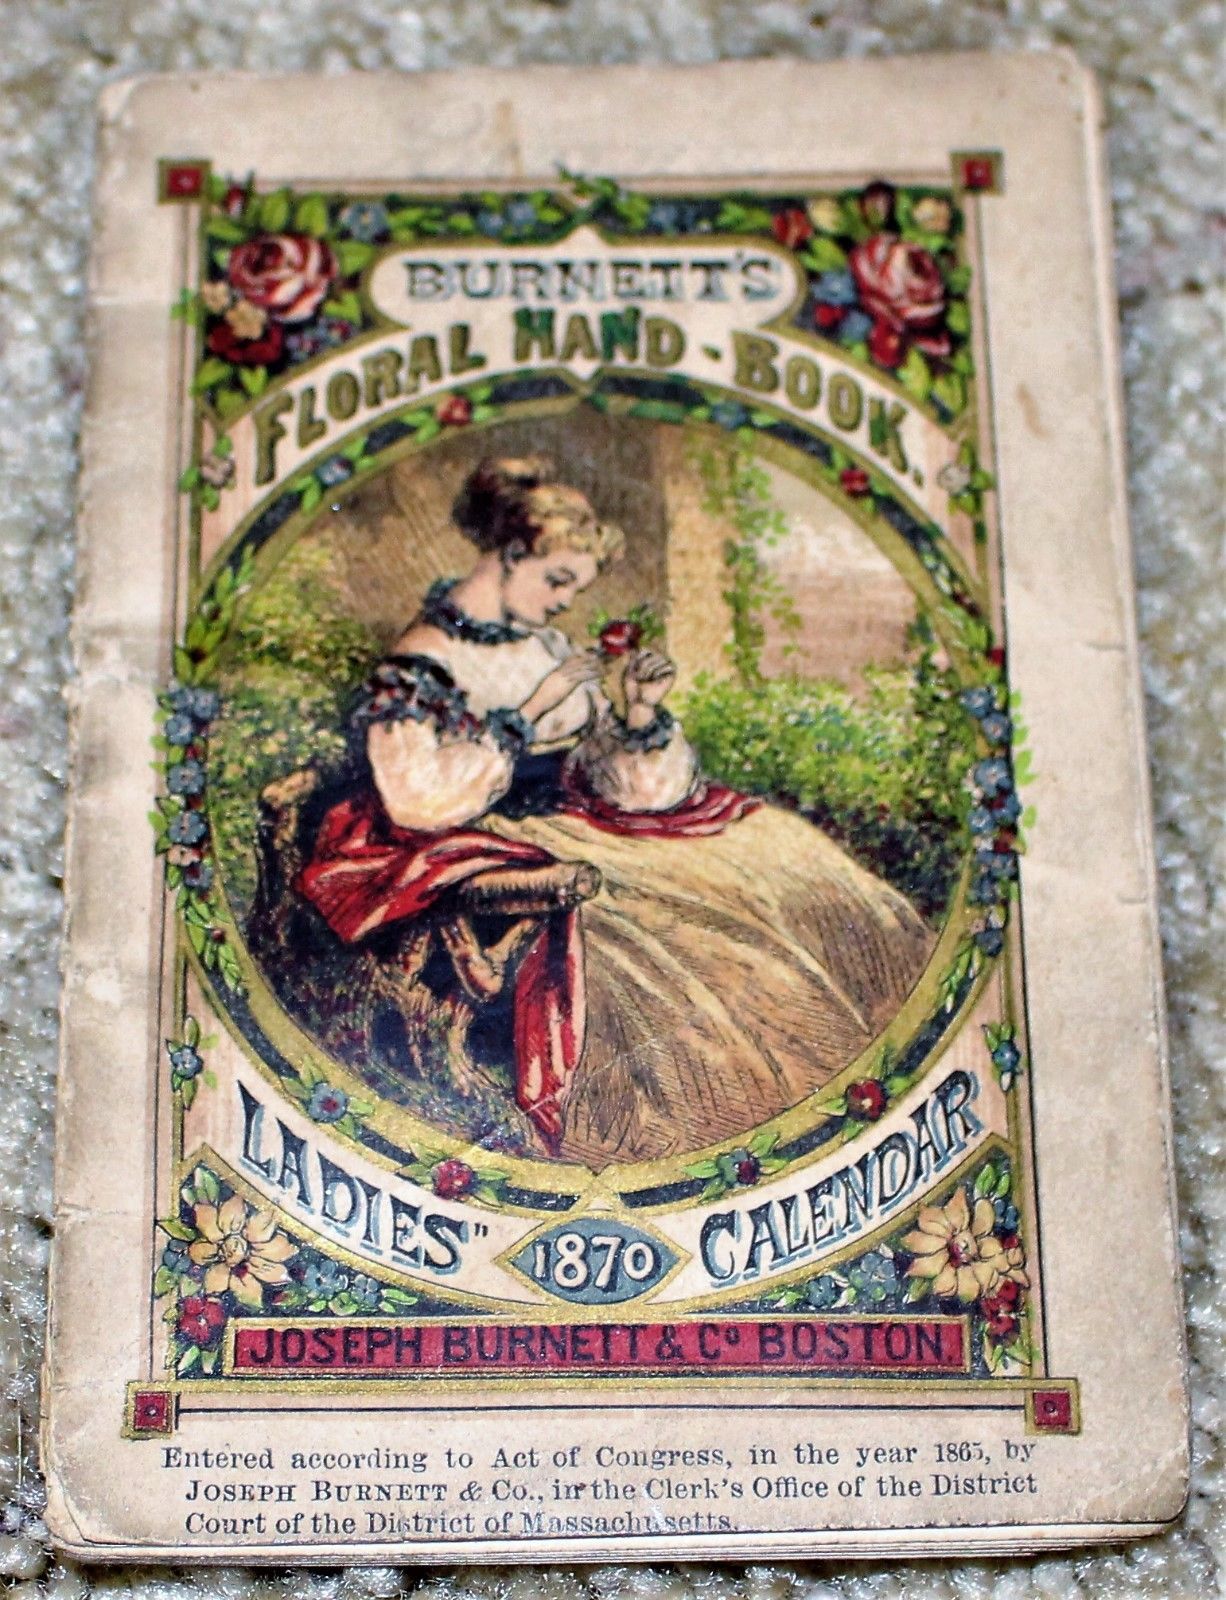 BURNETT'S
FLORAL HAND-BOOK.
LADIES" CALENDAR
1870
JOSEPH BURNETT & Co BOSTON.
Entered according to Act of Congress, in the year 1865, by
JOSEPH BURNETT & Co., in the Clerk's Office of the District
Court of the District of Massachusetts.